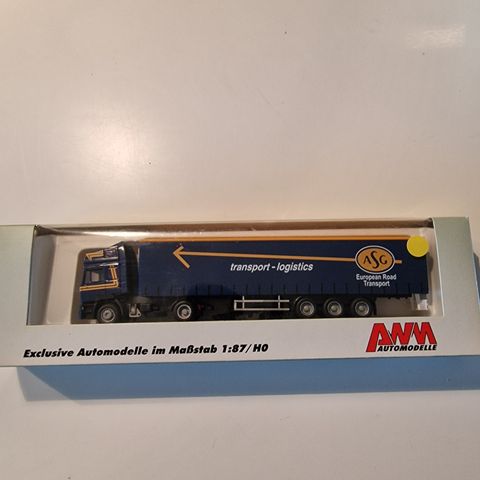 transport - logistics
ASG
European Road
Transport
Exclusive Automodelle im Maßstab 1:87/H0
AWM
AUTOMODELLE